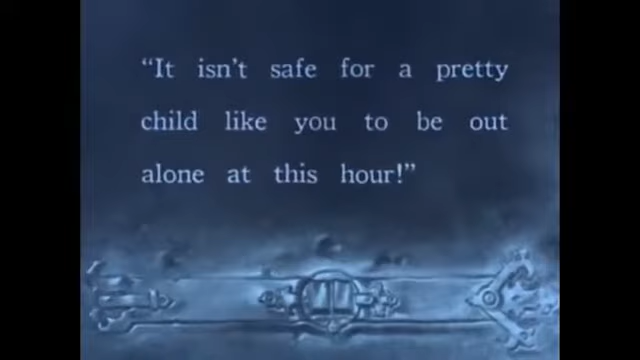 “It isn't safe for a pretty
child like you to be out
alone at this hour!”